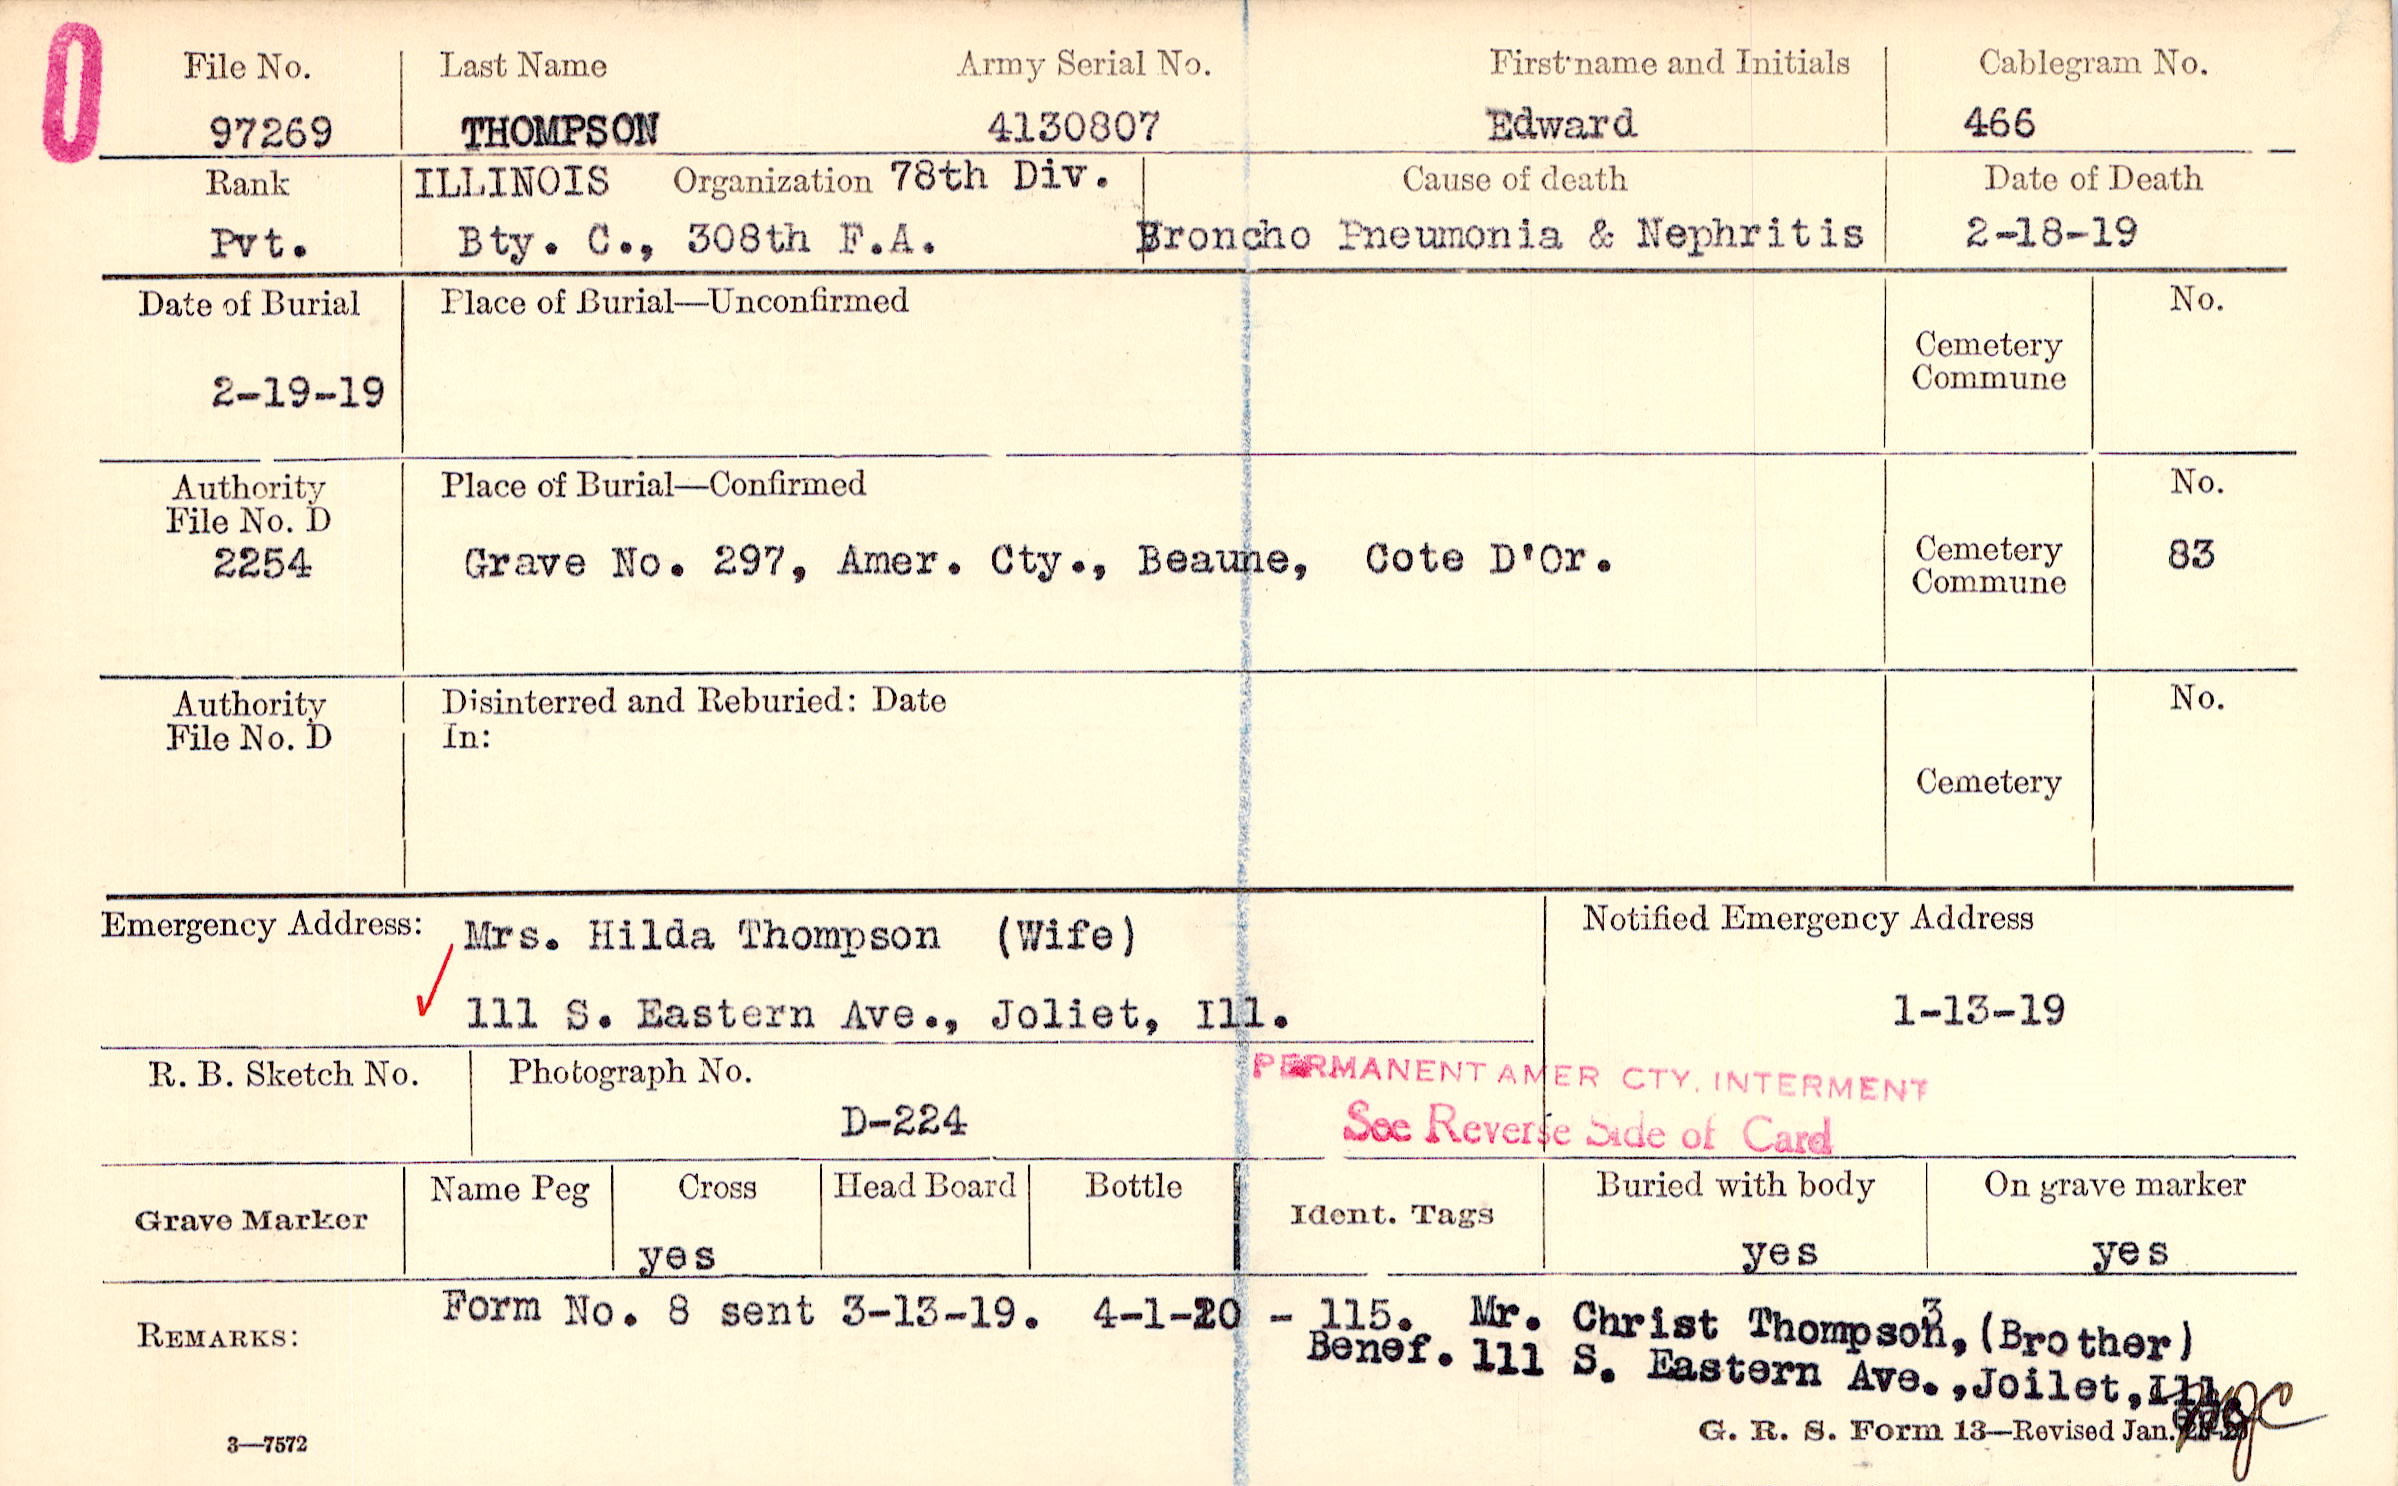 0
File No. Last Name Army Serial No. First name and Initials Cablegram No.
97269 THOMPSON 4130807 Edward 466
Rank ILLINOIS Organization 78th Div. Cause of death Date of Death
Pvt. Bty. C., 308th F.A. Broncho Pneumonia & Nephritis 2-18-19
Date of Burial Place of Burial—Unconfirmed No.
Cemetery
Commune
2-19-19
Authority Place of Burial—Confirmed No.
File No. D
2254 Grave No. 297, Amer. Cty., Beaune, Cote D'Or. Cemetery 83
Commune
Authority Disinterred and Reburied: Date No.
File No. D In:
Cemetery
Emergency Address: Mrs. Hilda Thompson (Wife) Notified Emergency Address
111 S. Eastern Ave., Joliet, Ill. 1-13-19
R. B. Sketch No. Photograph No. PERMANENT AMER CTY. INTERMENT
D-224 See Reverse Side of Card
Grave Marker Name Peg Cross Head Board Bottle Ident. Tags Buried with body On grave marker
yes yes yes
REMARKS: Form No. 8 sent 3-13-19. 4-1-20 - 115. Mr. Christ Thompson, (Brother)
3
Benef. 111 S. Eastern Ave., Joilet, Ill.
3—7572 G. R. S. Form 13—Revised Jan.